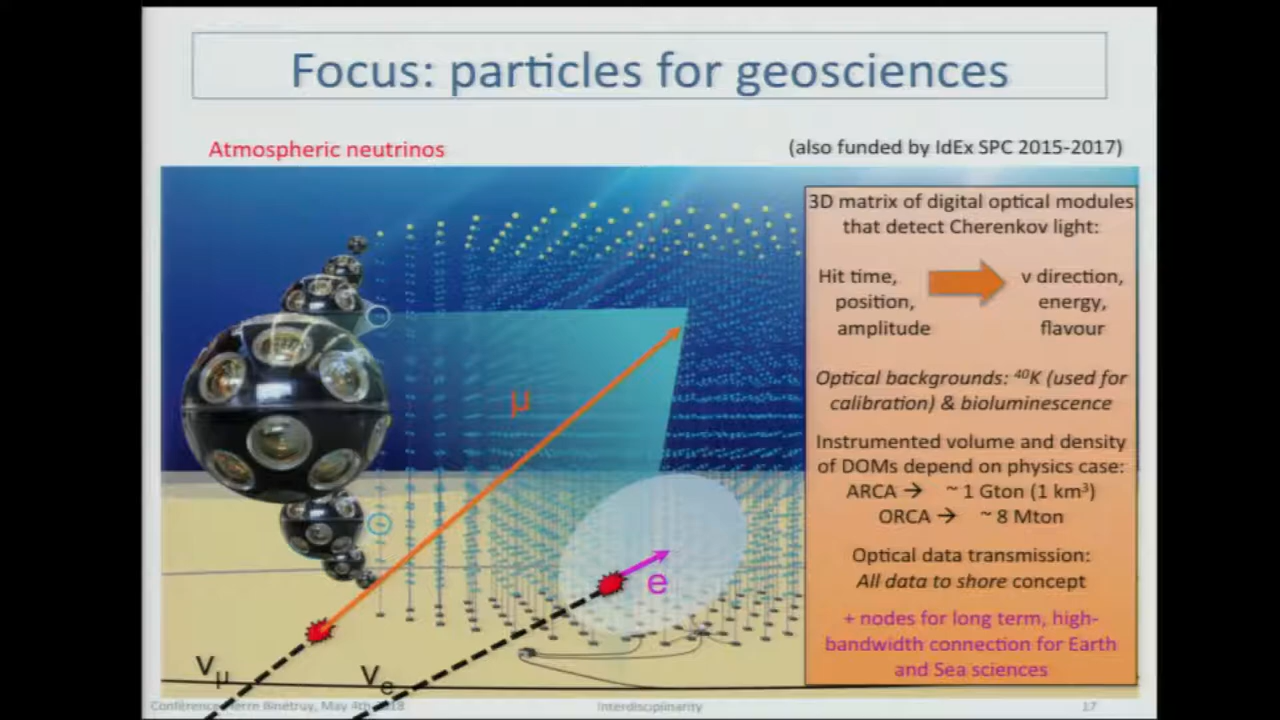 Focus: particles for geosciences
Atmospheric neutrinos
(also funded by IdEx SPC 2015-2017)
3D matrix of digital optical modules
that detect Cherenkov light:
Hit time,
position,
amplitude
ν direction,
energy,
flavour
Optical backgrounds: ⁴⁰K (used for
calibration) & bioluminescence
Instrumented volume and density
of DOMs depend on physics case:
ARCA → ~ 1 Gton (1 km³)
ORCA → ~ 8 Mton
Optical data transmission:
All data to shore concept
+ nodes for long term, high-
bandwidth connection for Earth
and Sea sciences
μ
e
νμ
νe
Conférence Pierre Binétruy, May 4th 2018
Interdisciplinarity
17